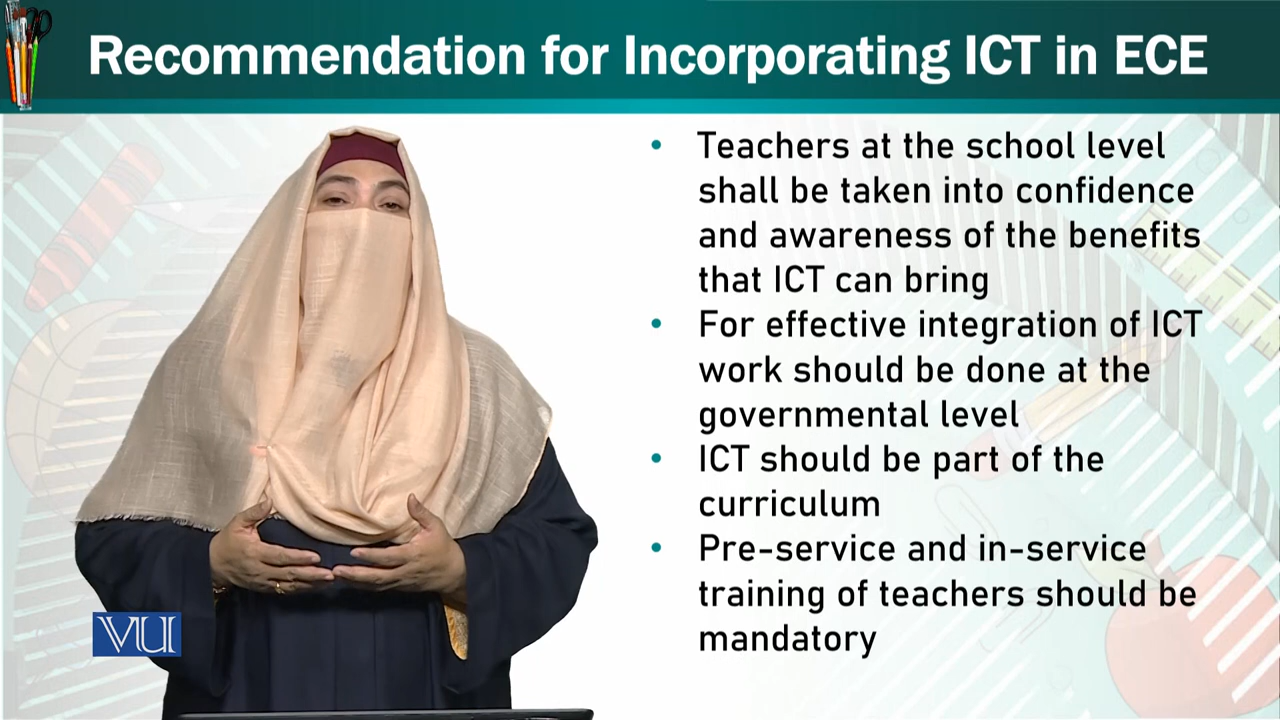 Recommendation for Incorporating ICT in ECE
• Teachers at the school level
shall be taken into confidence
and awareness of the benefits
that ICT can bring
• For effective integration of ICT
work should be done at the
governmental level
• ICT should be part of the
curriculum
• Pre-service and in-service
training of teachers should be
mandatory
VU